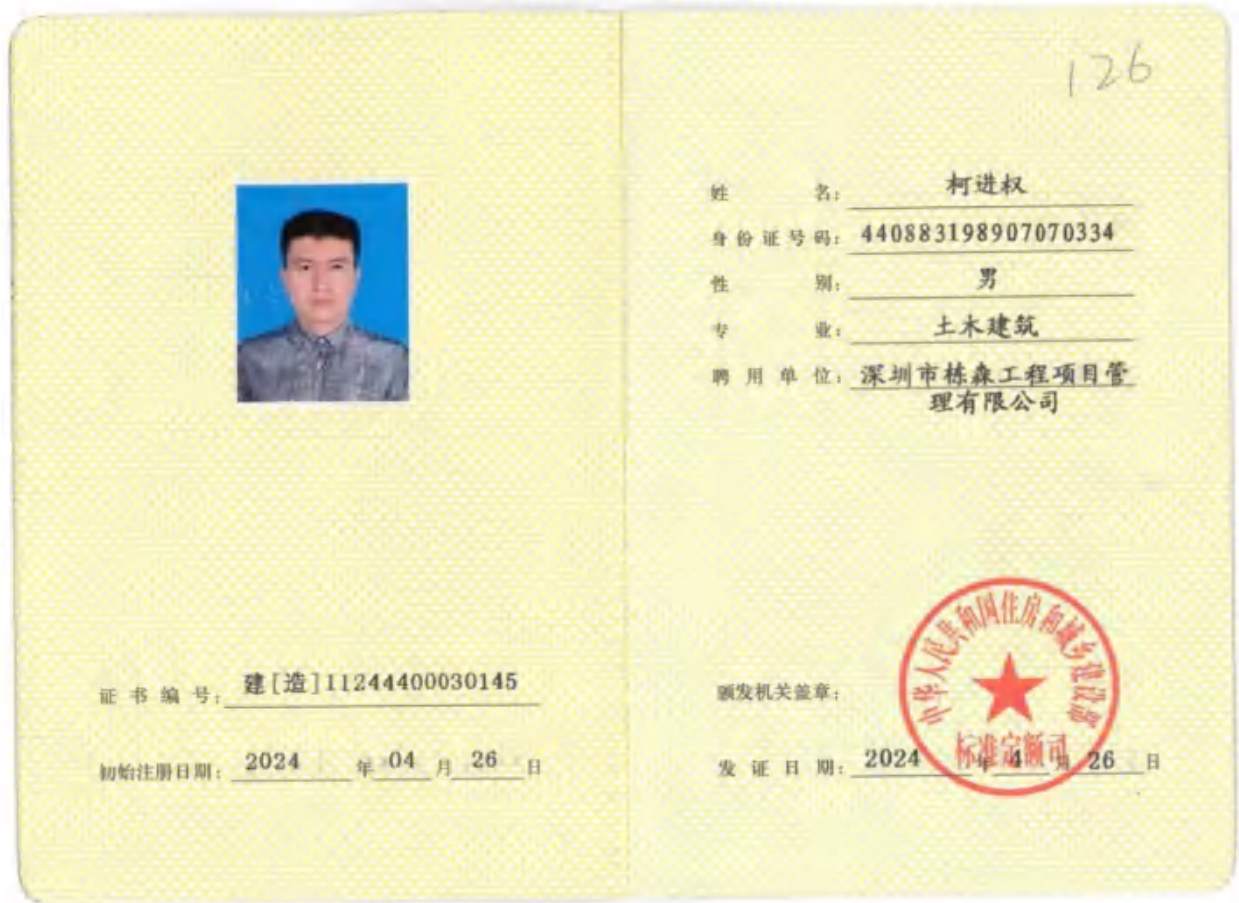 126
姓名: 柯进权
身份证号码: 440883198907070334
性别: 男
专业: 土木建筑
聘用单位: 深圳市栋森工程项目管
理有限公司
证书编号: 建[造]11244400030145
初始注册日期: 2024 年 04 月 26 日
颁发机关盖章:
中华人民共和国住房和城乡建设部
标准定额司
发证日期: 2024 年 4 月 26 日